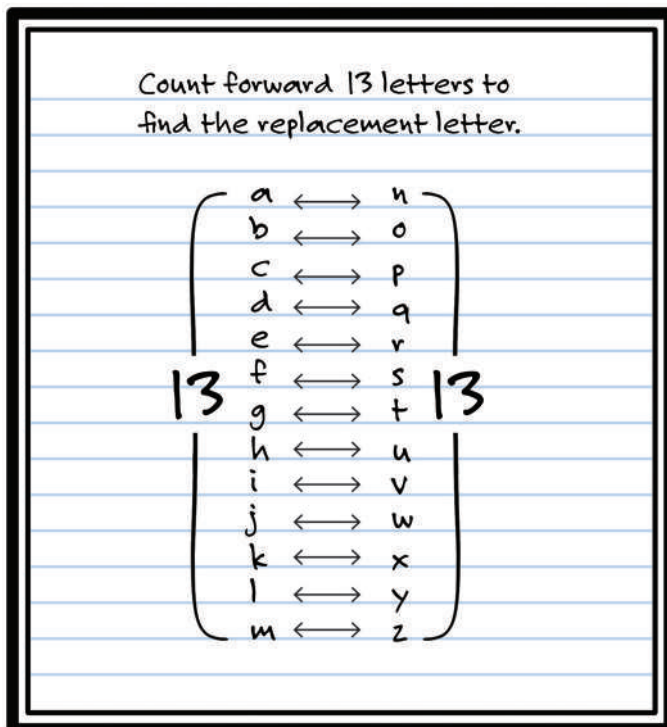 Count forward 13 letters to
find the replacement letter.
a ↔ n
b ↔ o
c ↔ p
d ↔ q
e ↔ r
f ↔ s
13 13
g ↔ t
h ↔ u
i ↔ v
j ↔ w
k ↔ x
l ↔ y
m ↔ z